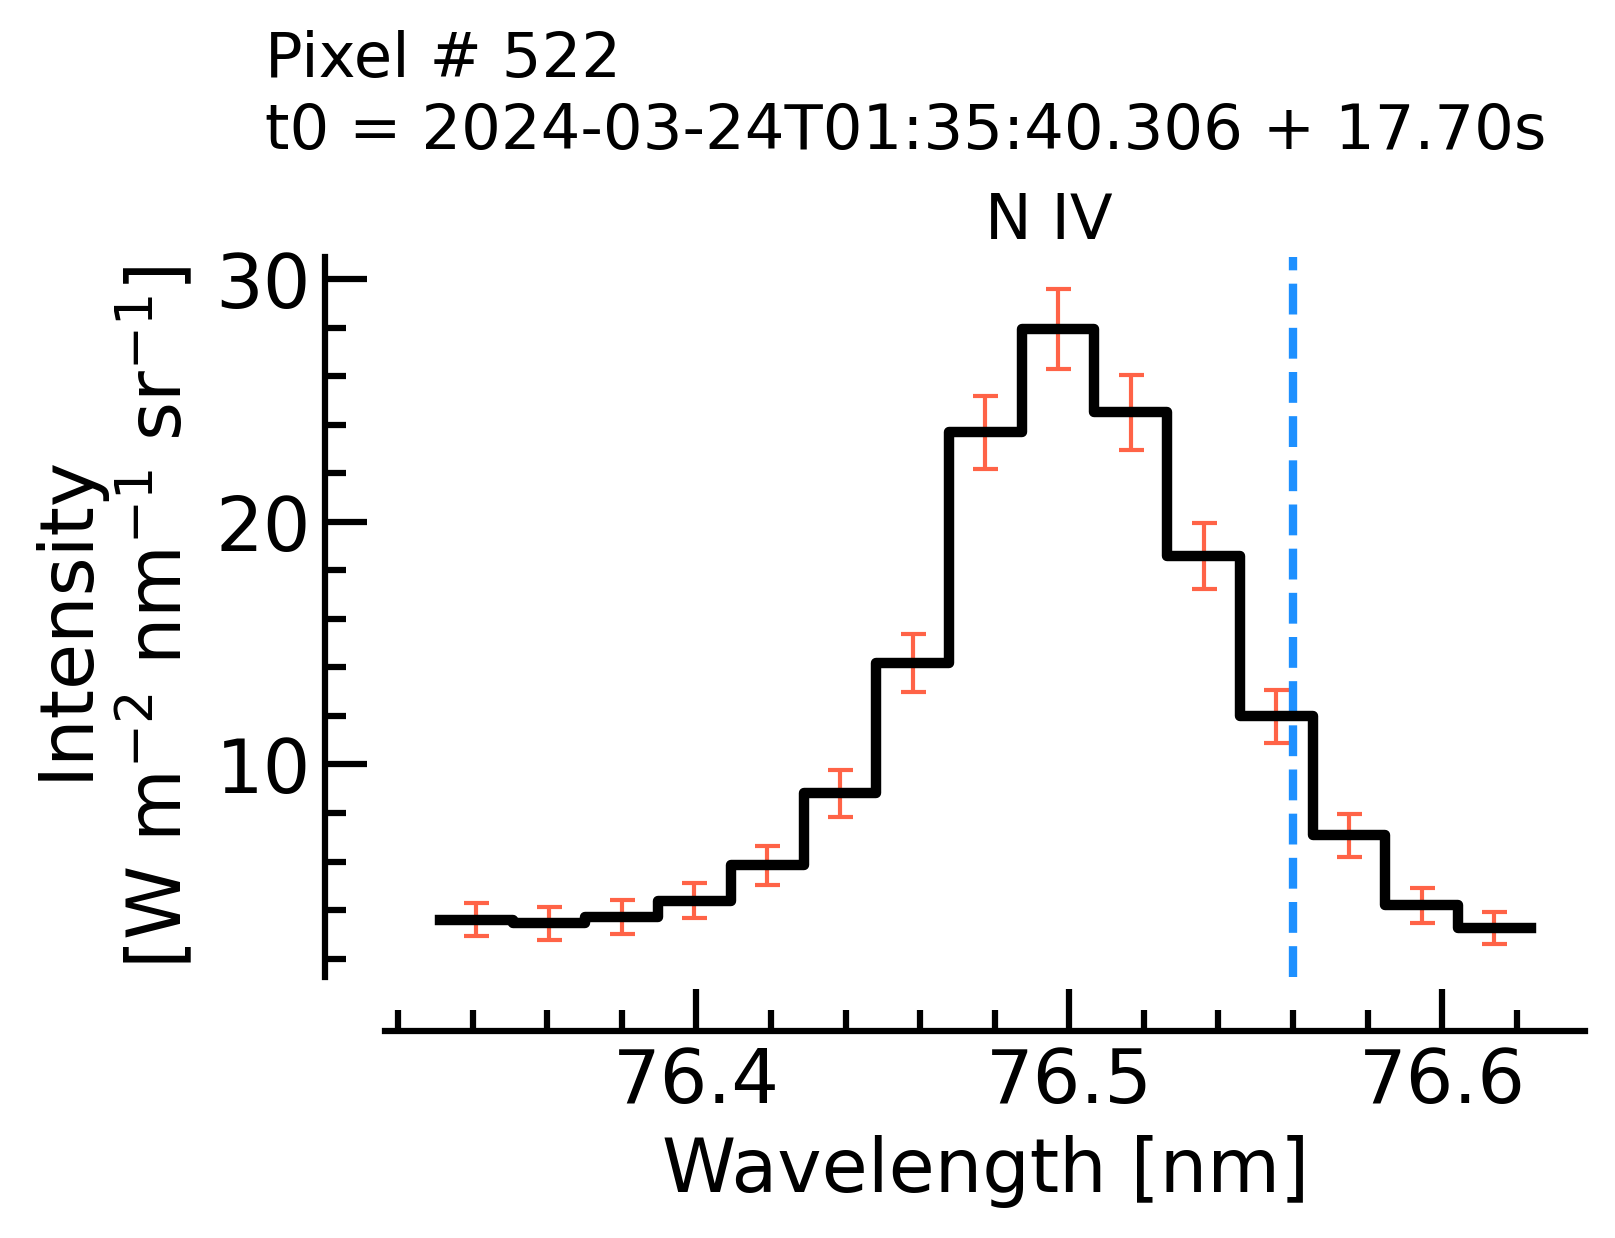 Pixel # 522
t0 = 2024-03-24T01:35:40.306 + 17.70s
N IV
Intensity
[W m⁻² nm⁻¹ sr⁻¹]
30
20
10
76.4 76.5 76.6
Wavelength [nm]